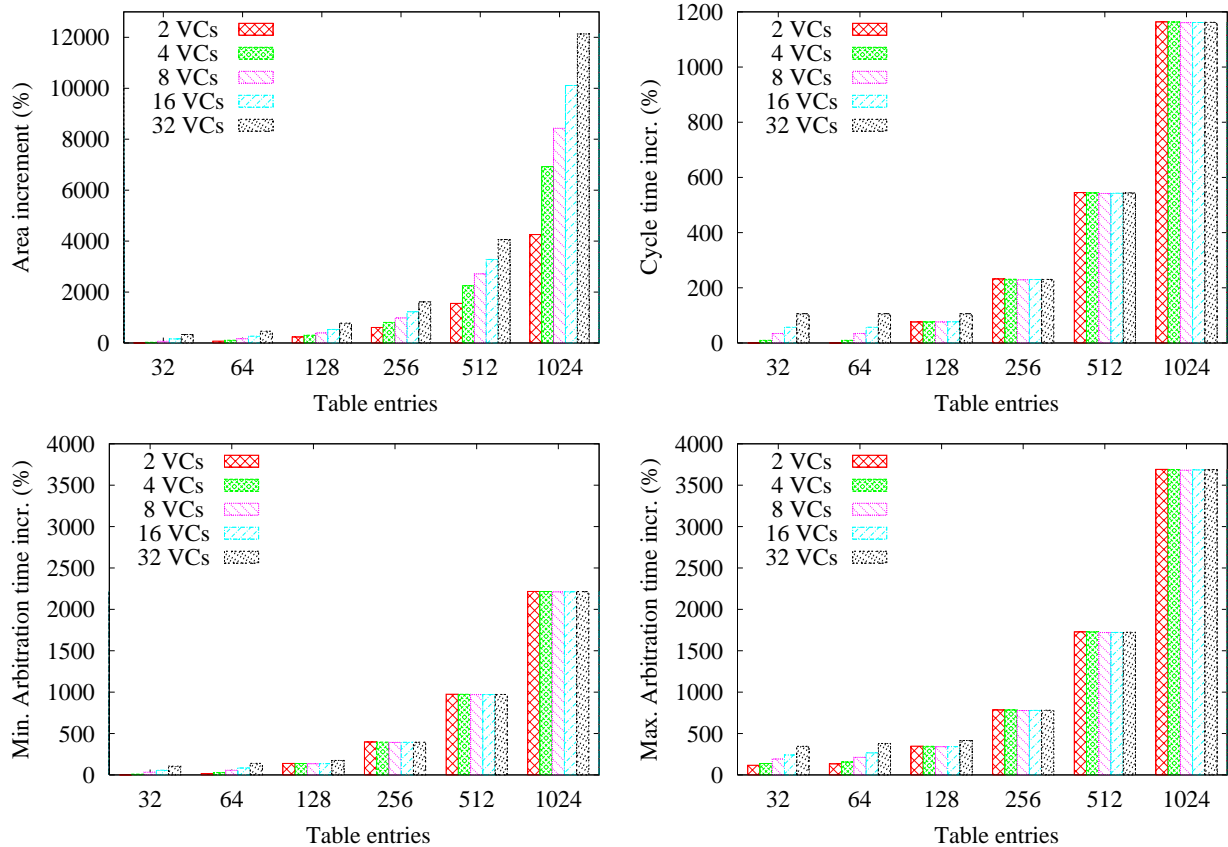 Area increment (%)
12000
10000
8000
6000
4000
2000
0
2 VCs
4 VCs
8 VCs
16 VCs
32 VCs
32 64 128 256 512 1024
Table entries
Cycle time incr. (%)
1200
1000
800
600
400
200
0
2 VCs
4 VCs
8 VCs
16 VCs
32 VCs
32 64 128 256 512 1024
Table entries
Min. Arbitration time incr. (%)
4000
3500
3000
2500
2000
1500
1000
500
0
2 VCs
4 VCs
8 VCs
16 VCs
32 VCs
32 64 128 256 512 1024
Table entries
Max. Arbitration time incr. (%)
4000
3500
3000
2500
2000
1500
1000
500
0
2 VCs
4 VCs
8 VCs
16 VCs
32 VCs
32 64 128 256 512 1024
Table entries